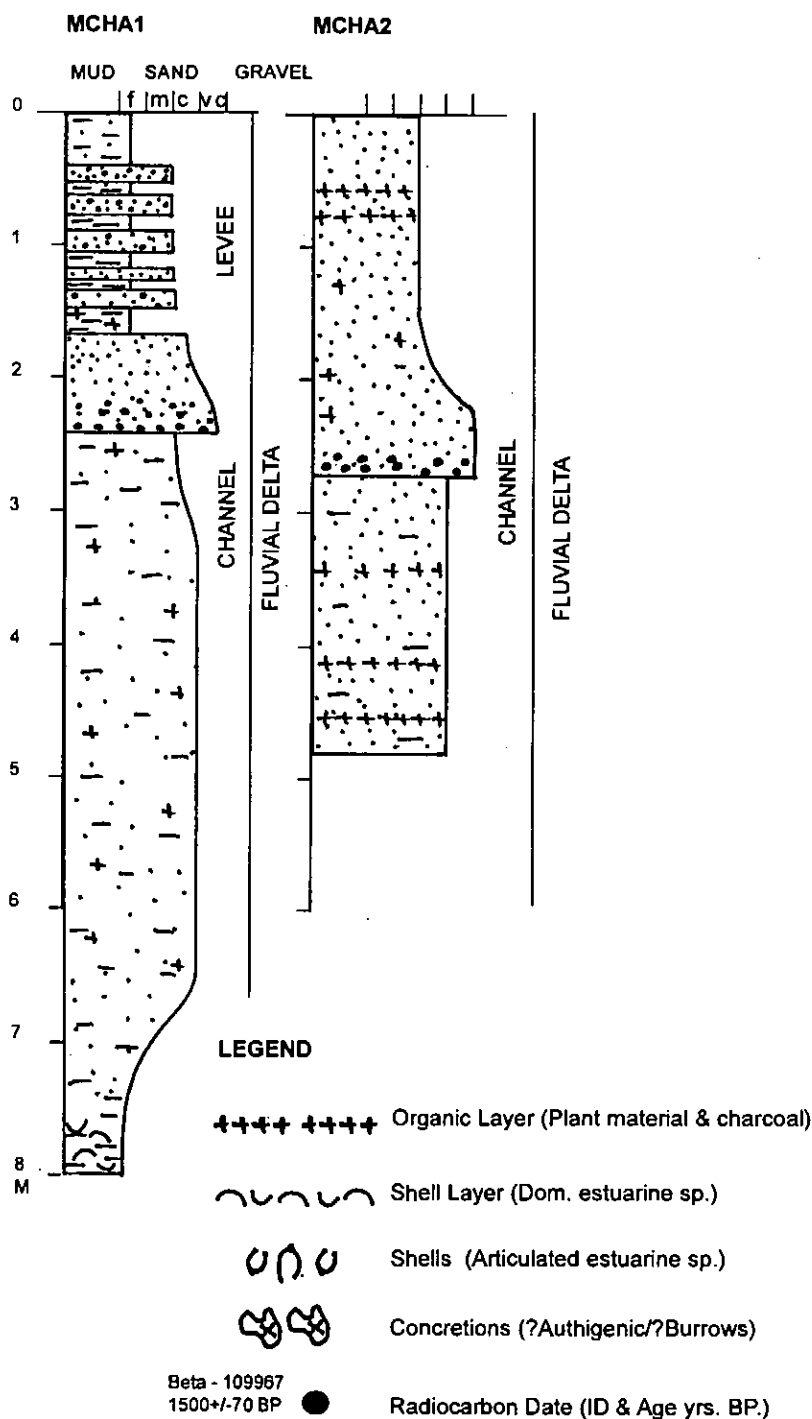 MCHA1 MCHA2
MUD SAND GRAVEL
f m c vc
0
1
2
3
4
5
6
7
8
M
LEVEE
CHANNEL
FLUVIAL DELTA
CHANNEL
FLUVIAL DELTA
LEGEND
Organic Layer (Plant material & charcoal)
Shell Layer (Dom. estuarine sp.)
Shells (Articulated estuarine sp.)
Concretions (?Authigenic/?Burrows)
Beta - 109967
1500+/-70 BP
Radiocarbon Date (ID & Age yrs. BP.)